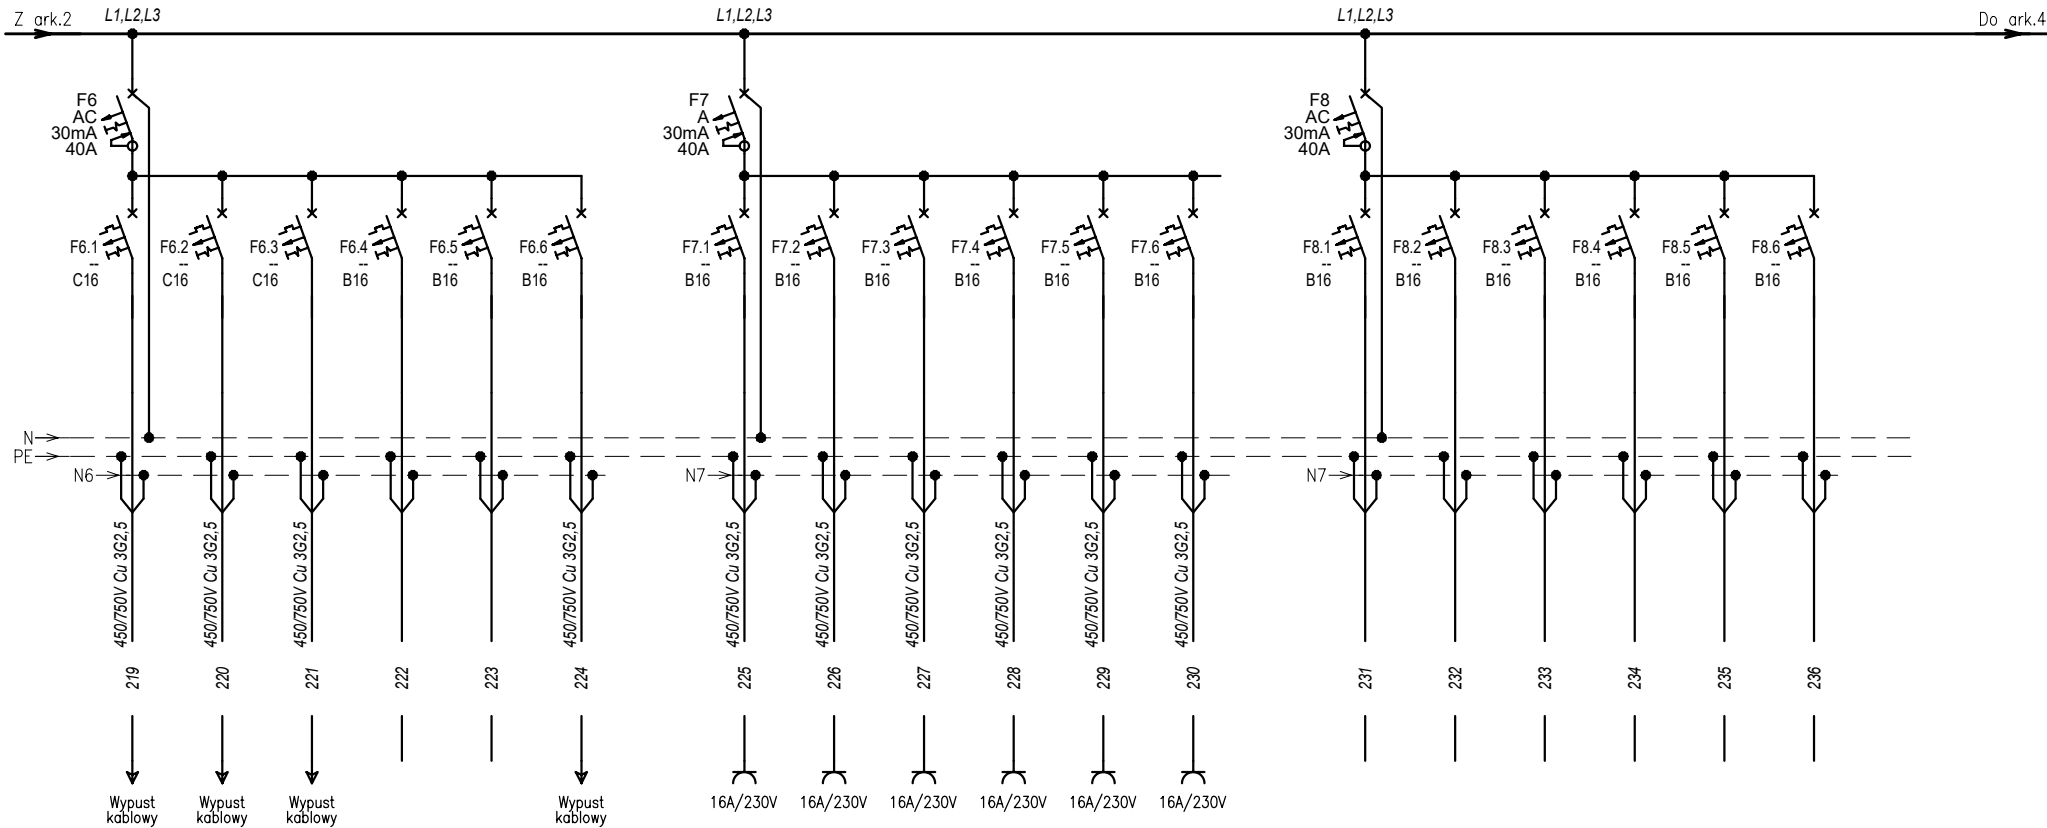 Z ark.2
L1,L2,L3
L1,L2,L3
L1,L2,L3
Do ark.4
F6
AC
30mA
40A
F7
A
30mA
40A
F8
AC
30mA
40A
F6.1
--
C16
F6.2
--
C16
F6.3
--
C16
F6.4
--
B16
F6.5
--
B16
F6.6
--
B16
F7.1
--
B16
F7.2
--
B16
F7.3
--
B16
F7.4
--
B16
F7.5
--
B16
F7.6
--
B16
F8.1
--
B16
F8.2
--
B16
F8.3
--
B16
F8.4
--
B16
F8.5
--
B16
F8.6
--
B16
N
PE
N6
N7
N7
450/750V Cu 3G2,5
450/750V Cu 3G2,5
450/750V Cu 3G2,5
450/750V Cu 3G2,5
450/750V Cu 3G2,5
450/750V Cu 3G2,5
450/750V Cu 3G2,5
450/750V Cu 3G2,5
450/750V Cu 3G2,5
450/750V Cu 3G2,5
219
220
221
222
223
224
225
226
227
228
229
230
231
232
233
234
235
236
Wypust
kablowy
Wypust
kablowy
Wypust
kablowy
Wypust
kablowy
16A/230V
16A/230V
16A/230V
16A/230V
16A/230V
16A/230V